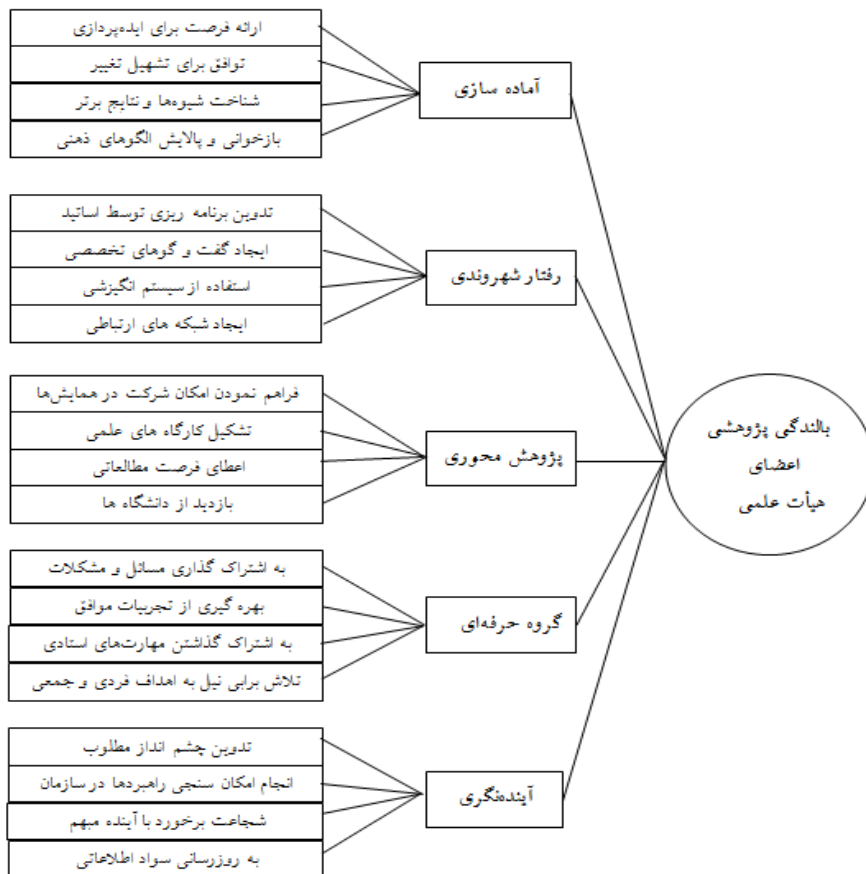 بالندگی پژوهشی
اعضای
هیأت علمی
آماده سازی
ارائه فرصت برای ایده‌پردازی
توافق برای تشهیل تغییر
شناخت شیوه‌ها و نتایج برتر
بازخوانی و پالایش الگوهای ذهنی
رفتار شهروندی
تدوین برنامه ریزی توسط اساتید
ایجاد گفت و گوهای تخصصی
استفاده از سیستم انگیزشی
ایجاد شبکه های ارتباطی
پژوهش محوری
فراهم نمودن امکان شرکت در همایش‌ها
تشکیل کارگاه های علمی
اعطای فرصت مطالعاتی
بازدید از دانشگاه ها
گروه حرفه‌ای
به اشتراک گذاری مسائل و مشکلات
بهره گیری از تجربیات موافق
به اشتراک گذاشتن مهارت‌های استادی
تلاش برابی نیل به اهداف فردی و جمعی
آینده‌نگری
تدوین چشم انداز مطلوب
انجام امکان سنجی راهبردها در سازمان
شجاعت برخورد با آینده مبهم
به روزرسانی سواد اطلاعاتی